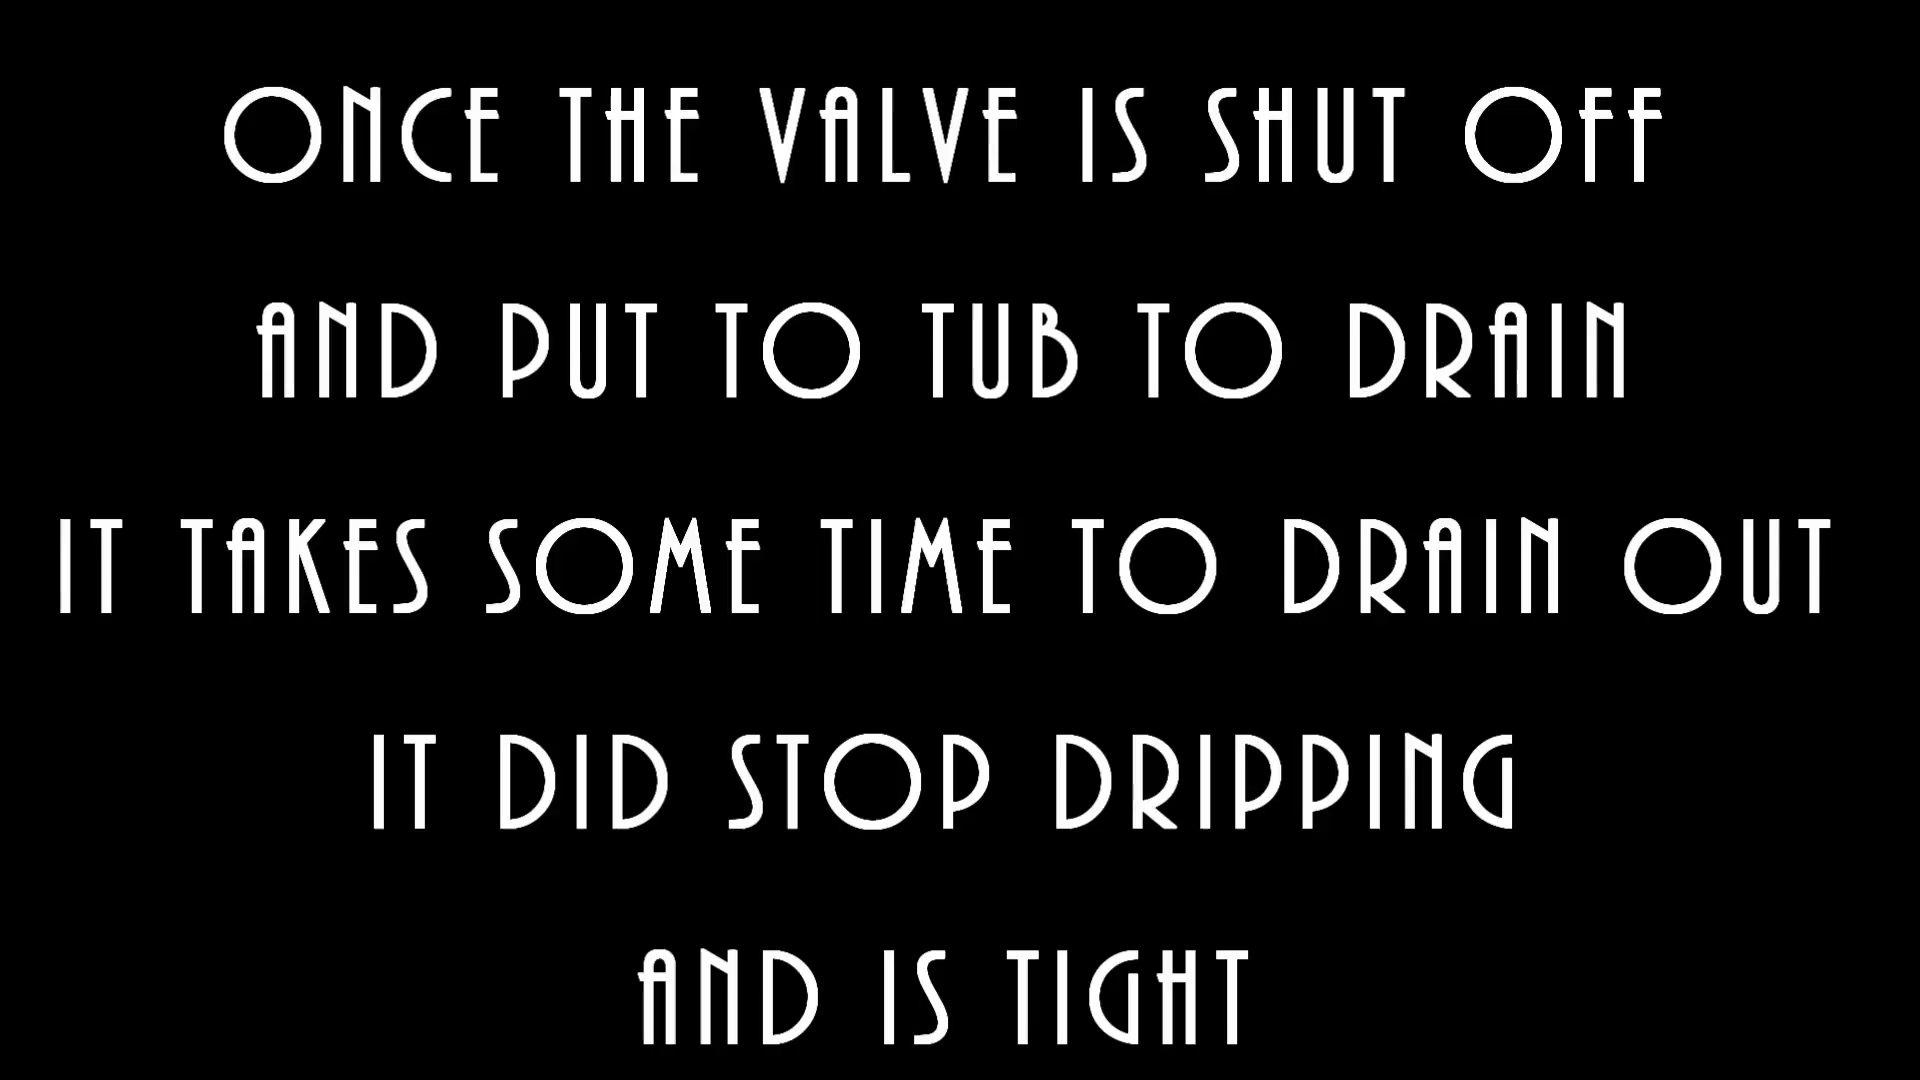 ONCE THE VALVE IS SHUT OFF
AND PUT TO TUB TO DRAIN
IT TAKES SOME TIME TO DRAIN OUT
IT DID STOP DRIPPING
AND IS TIGHT